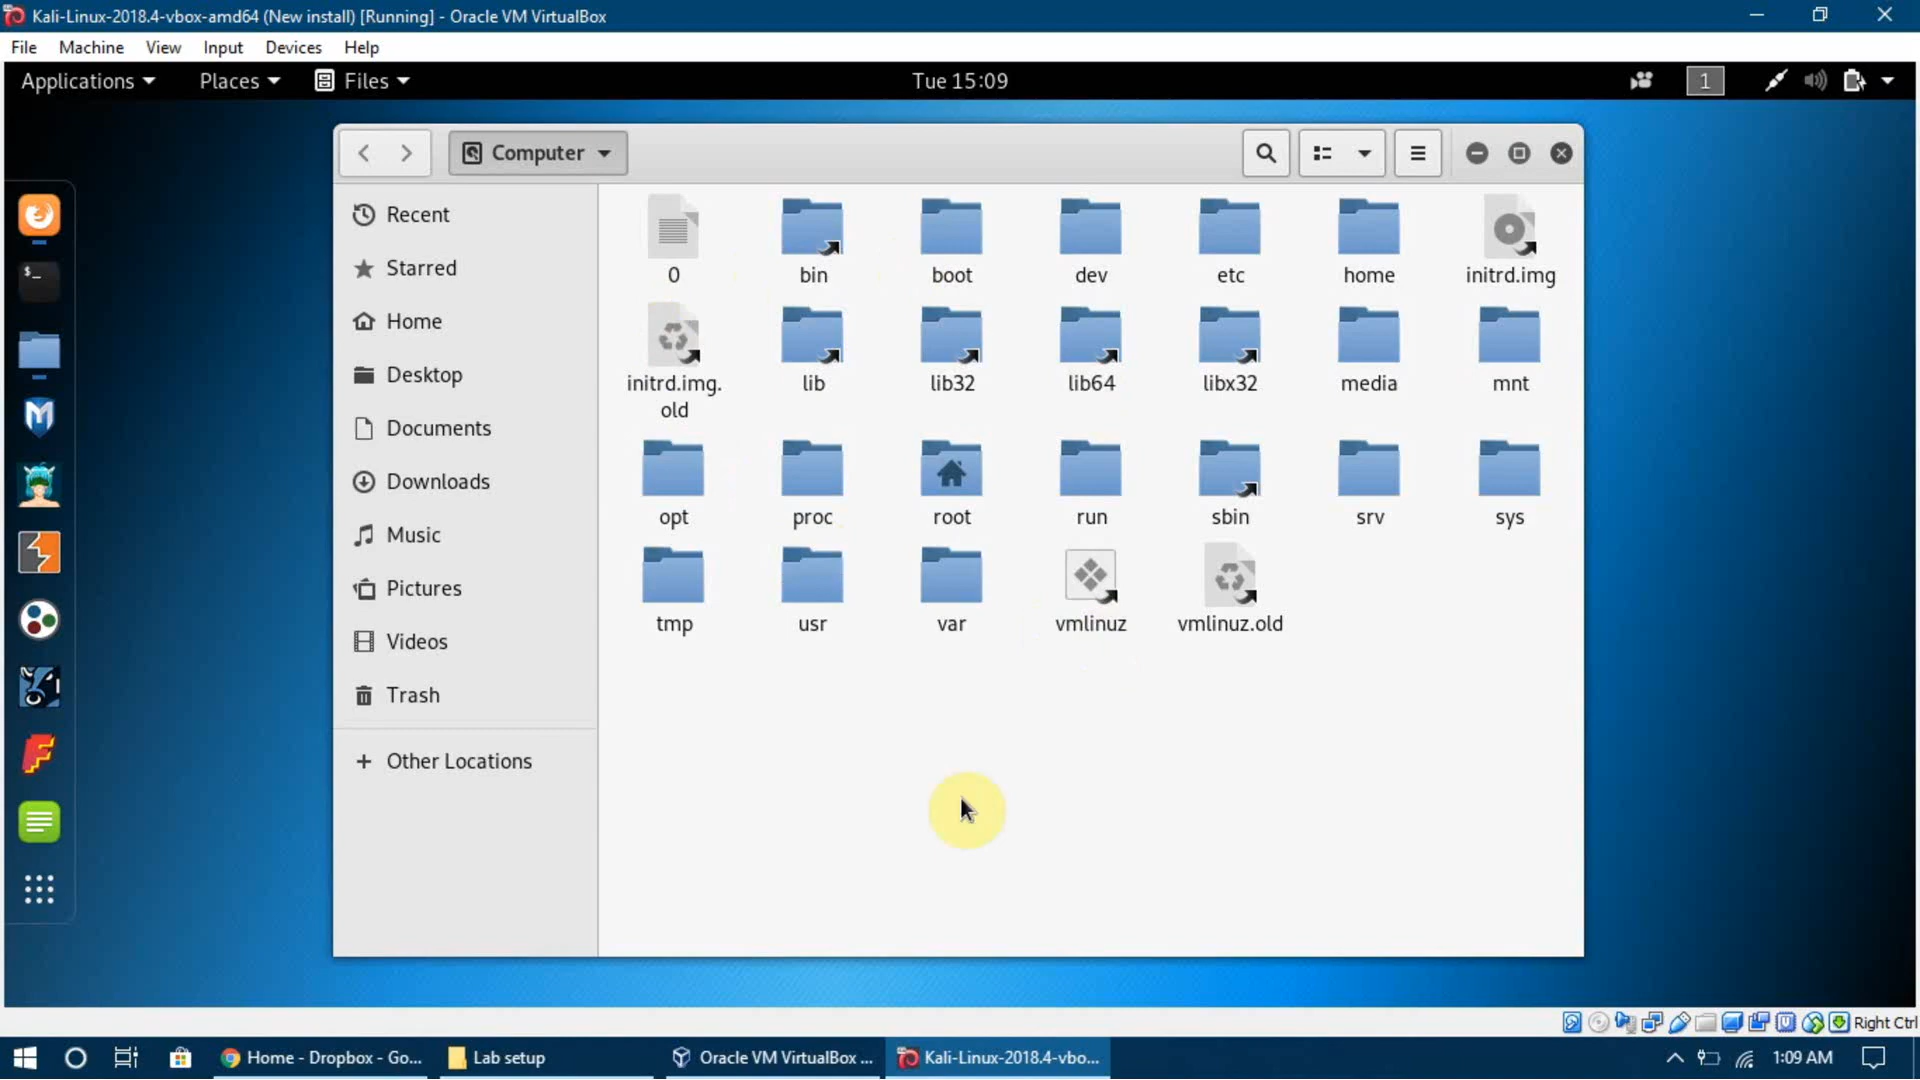 Kali-Linux-2018.4-vbox-amd64 (New install) [Running] - Oracle VM VirtualBox
File Machine View Input Devices Help
Applications Places Files Tue 15:09 1
Computer
Recent
Starred
Home
Desktop
Documents
Downloads
Music
Pictures
Videos
Trash
+ Other Locations
0 bin boot dev etc home initrd.img
initrd.img.
old
lib lib32 lib64 libx32 media mnt
opt proc root run sbin srv sys
tmp usr var vmlinuz vmlinuz.old
$_
Right Ctrl
Home - Dropbox - Go... Lab setup Oracle VM VirtualBox ... Kali-Linux-2018.4-vbo... 1:09 AM